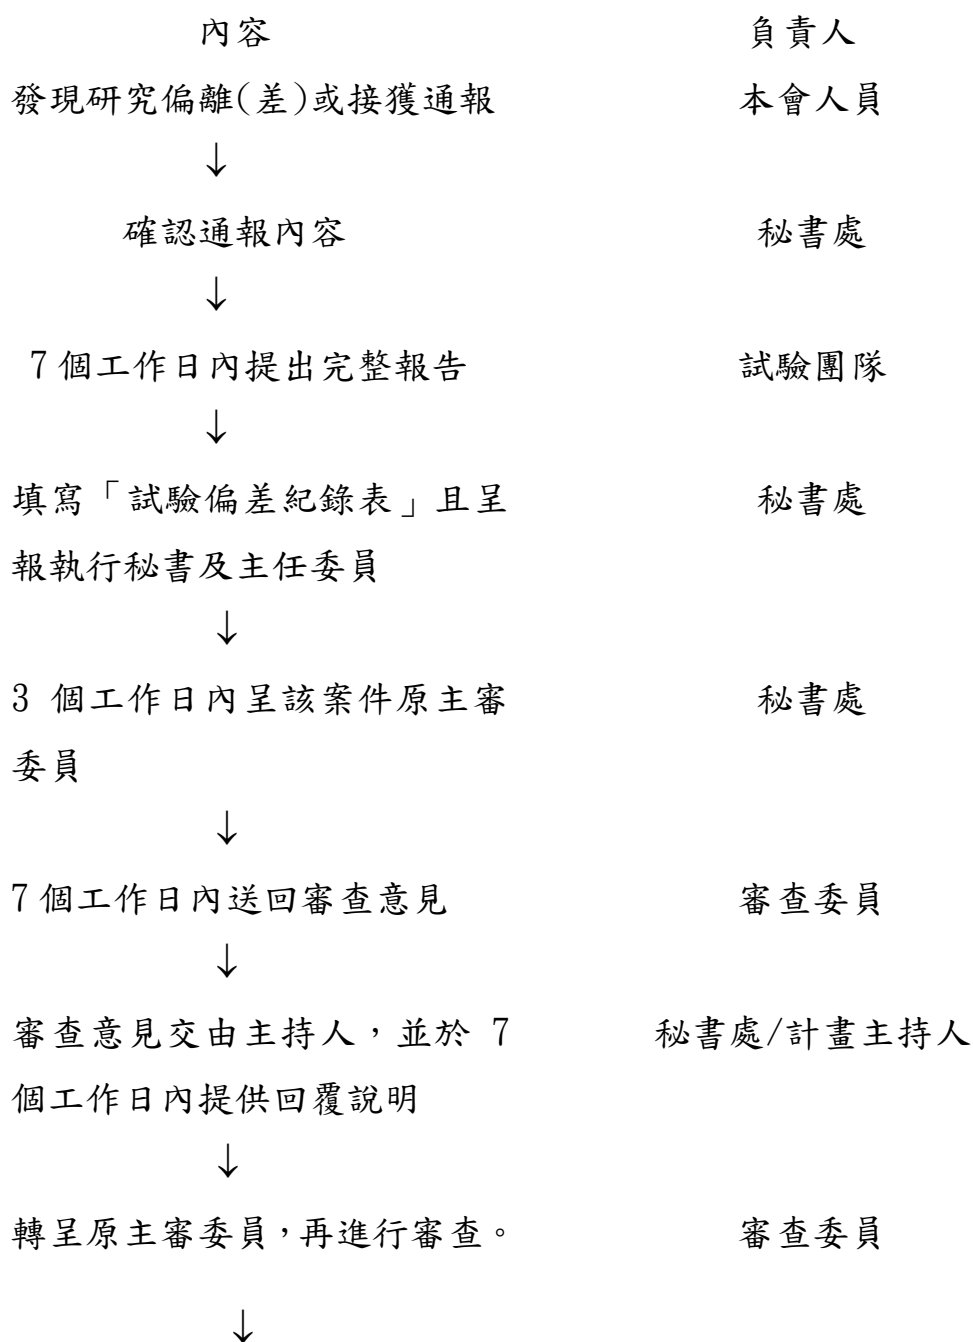 內容 負責人
發現研究偏離(差)或接獲通報 本會人員
↓
確認通報內容 秘書處
↓
7個工作日內提出完整報告 試驗團隊
↓
填寫「試驗偏差紀錄表」且呈 秘書處
報執行秘書及主任委員
↓
3 個工作日內呈該案件原主審 秘書處
委員
↓
7個工作日內送回審查意見 審查委員
↓
審查意見交由主持人，並於 7 秘書處/計畫主持人
個工作日內提供回覆說明
↓
轉呈原主審委員，再進行審查。 審查委員
↓